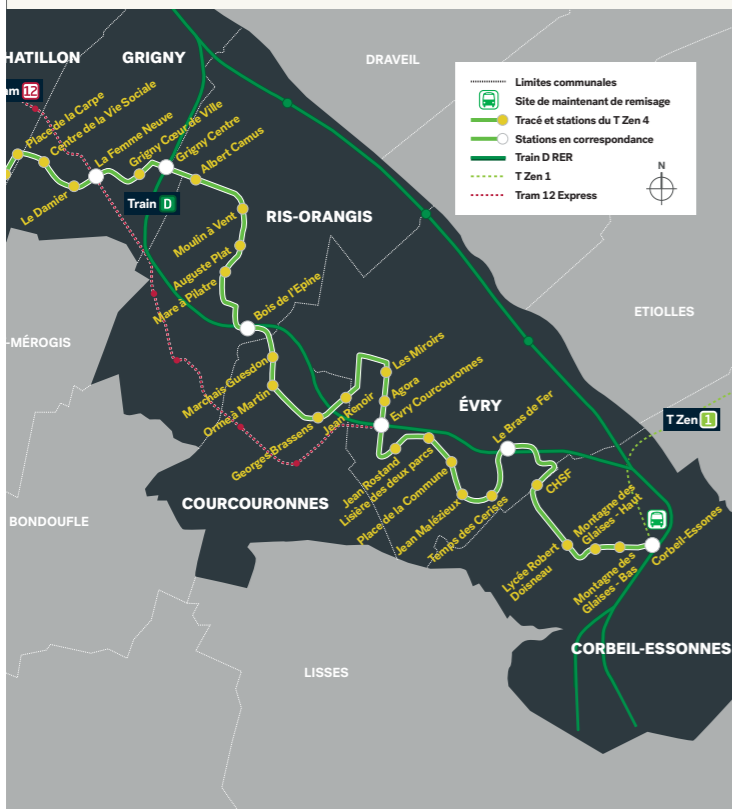 HATILLON
GRIGNY
DRAVEIL
am 12
Place de la Carpe
Centre de la Vie Sociale
Le Damier
La Femme Neuve
Grigny Cœur de Ville
Grigny Centre
Albert Camus
Train D
Limites communales
Site de maintenant de remisage
Tracé et stations du T Zen 4
Stations en correspondance
Train D RER
T Zen 1
Tram 12 Express
N
RIS-ORANGIS
Moulin à Vent
Auguste Plat
Mare à Pilatre
Bois de l'Epine
ETIOLLES
-MÉROGIS
Marchais Guesdon
Orme à Martin
Georges Brassens
Jean Renoir
Les Miroirs
Agora
Evry Courcouronnes
ÉVRY
Le Bras de Fer
T Zen 1
COURCOURONNES
Jean Rostand
Lisière des deux parcs
Place de la Commune
Jean Malézieux
Temps des Cerises
CHSF
BONDOUFLE
Lycée Robert
Doisneau
Montagne des
Glaises - Haut
Montagne des
Glaises - Bas
Corbeil-Essones
CORBEIL-ESSONNES
LISSES